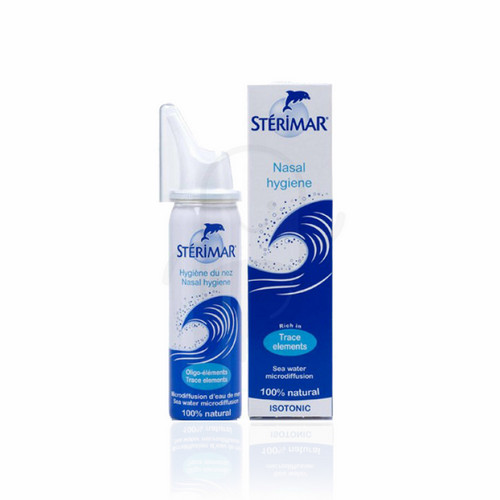 STÉRIMAR
Hygiène du nez
Nasal hygiene
Oligo-éléments
Trace elements
Microdiffusion d'eau de mer
Sea water microdiffusion
100% natural
STÉRIMAR
Nasal
hygiene
Rich in
Trace
elements
Sea water
microdiffusion
100% natural
ISOTONIC